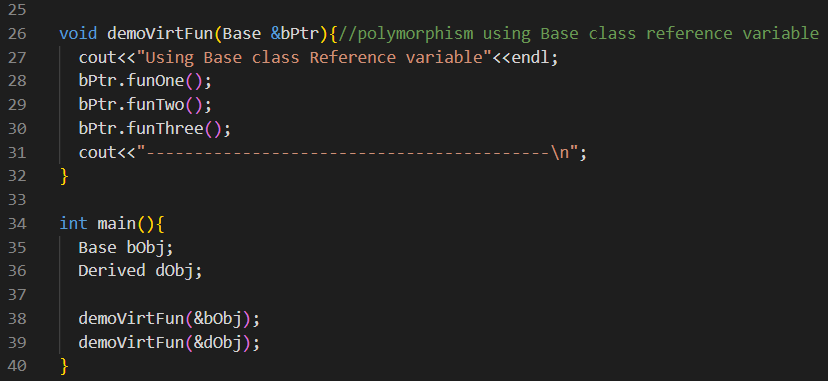 25
26 void demoVirtFun(Base &bPtr){//polymorphism using Base class reference variable
27 cout<<"Using Base class Reference variable"<<endl;
28 bPtr.funOne();
29 bPtr.funTwo();
30 bPtr.funThree();
31 cout<<"------------------------------------------\n";
32 }
33
34 int main(){
35 Base bObj;
36 Derived dObj;
37
38 demoVirtFun(&bObj);
39 demoVirtFun(&dObj);
40 }